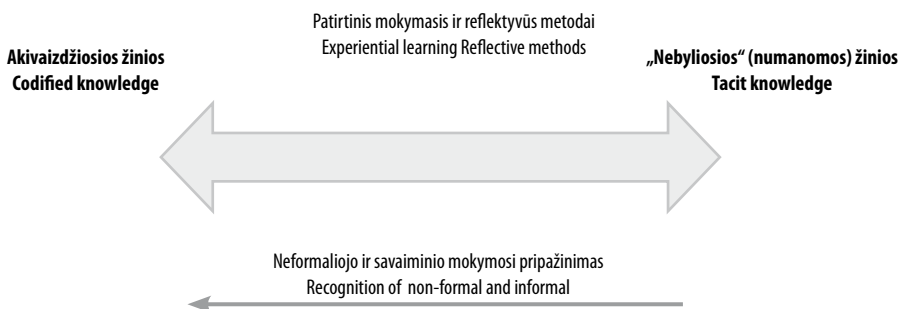 Patirtinis mokymasis ir reflektyvūs metodai
Experiential learning Reflective methods
Akivaizdžiosios žinios
Codified knowledge
„Nebyliosios“ (numanomos) žinios
Tacit knowledge
Neformaliojo ir savaiminio mokymosi pripažinimas
Recognition of non-formal and informal